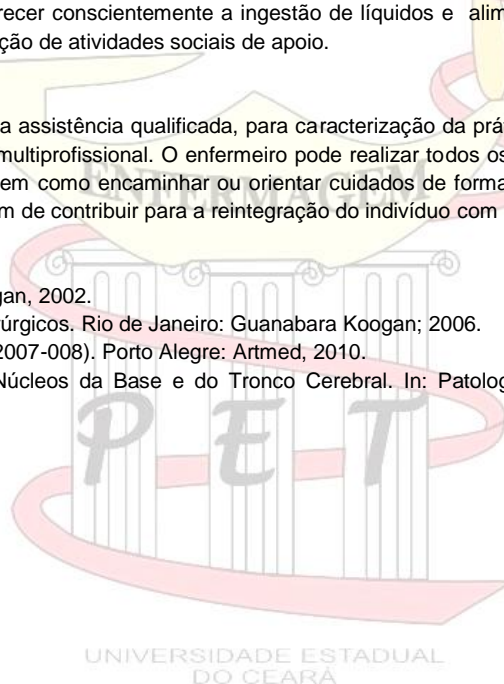 recer conscientemente a ingestão de líquidos e alim
ção de atividades sociais de apoio.
a assistência qualificada, para caracterização da prá
multiprofissional. O enfermeiro pode realizar todos os
em como encaminhar ou orientar cuidados de forma
m de contribuir para a reintegração do indivíduo com
ENFERMAGEM
gan, 2002.
rúrgicos. Rio de Janeiro: Guanabara Koogan; 2006.
2007-008). Porto Alegre: Artmed, 2010.
Núcleos da Base e do Tronco Cerebral. In: Patolog
PET
UNIVERSIDADE ESTADUAL
DO CEARÁ